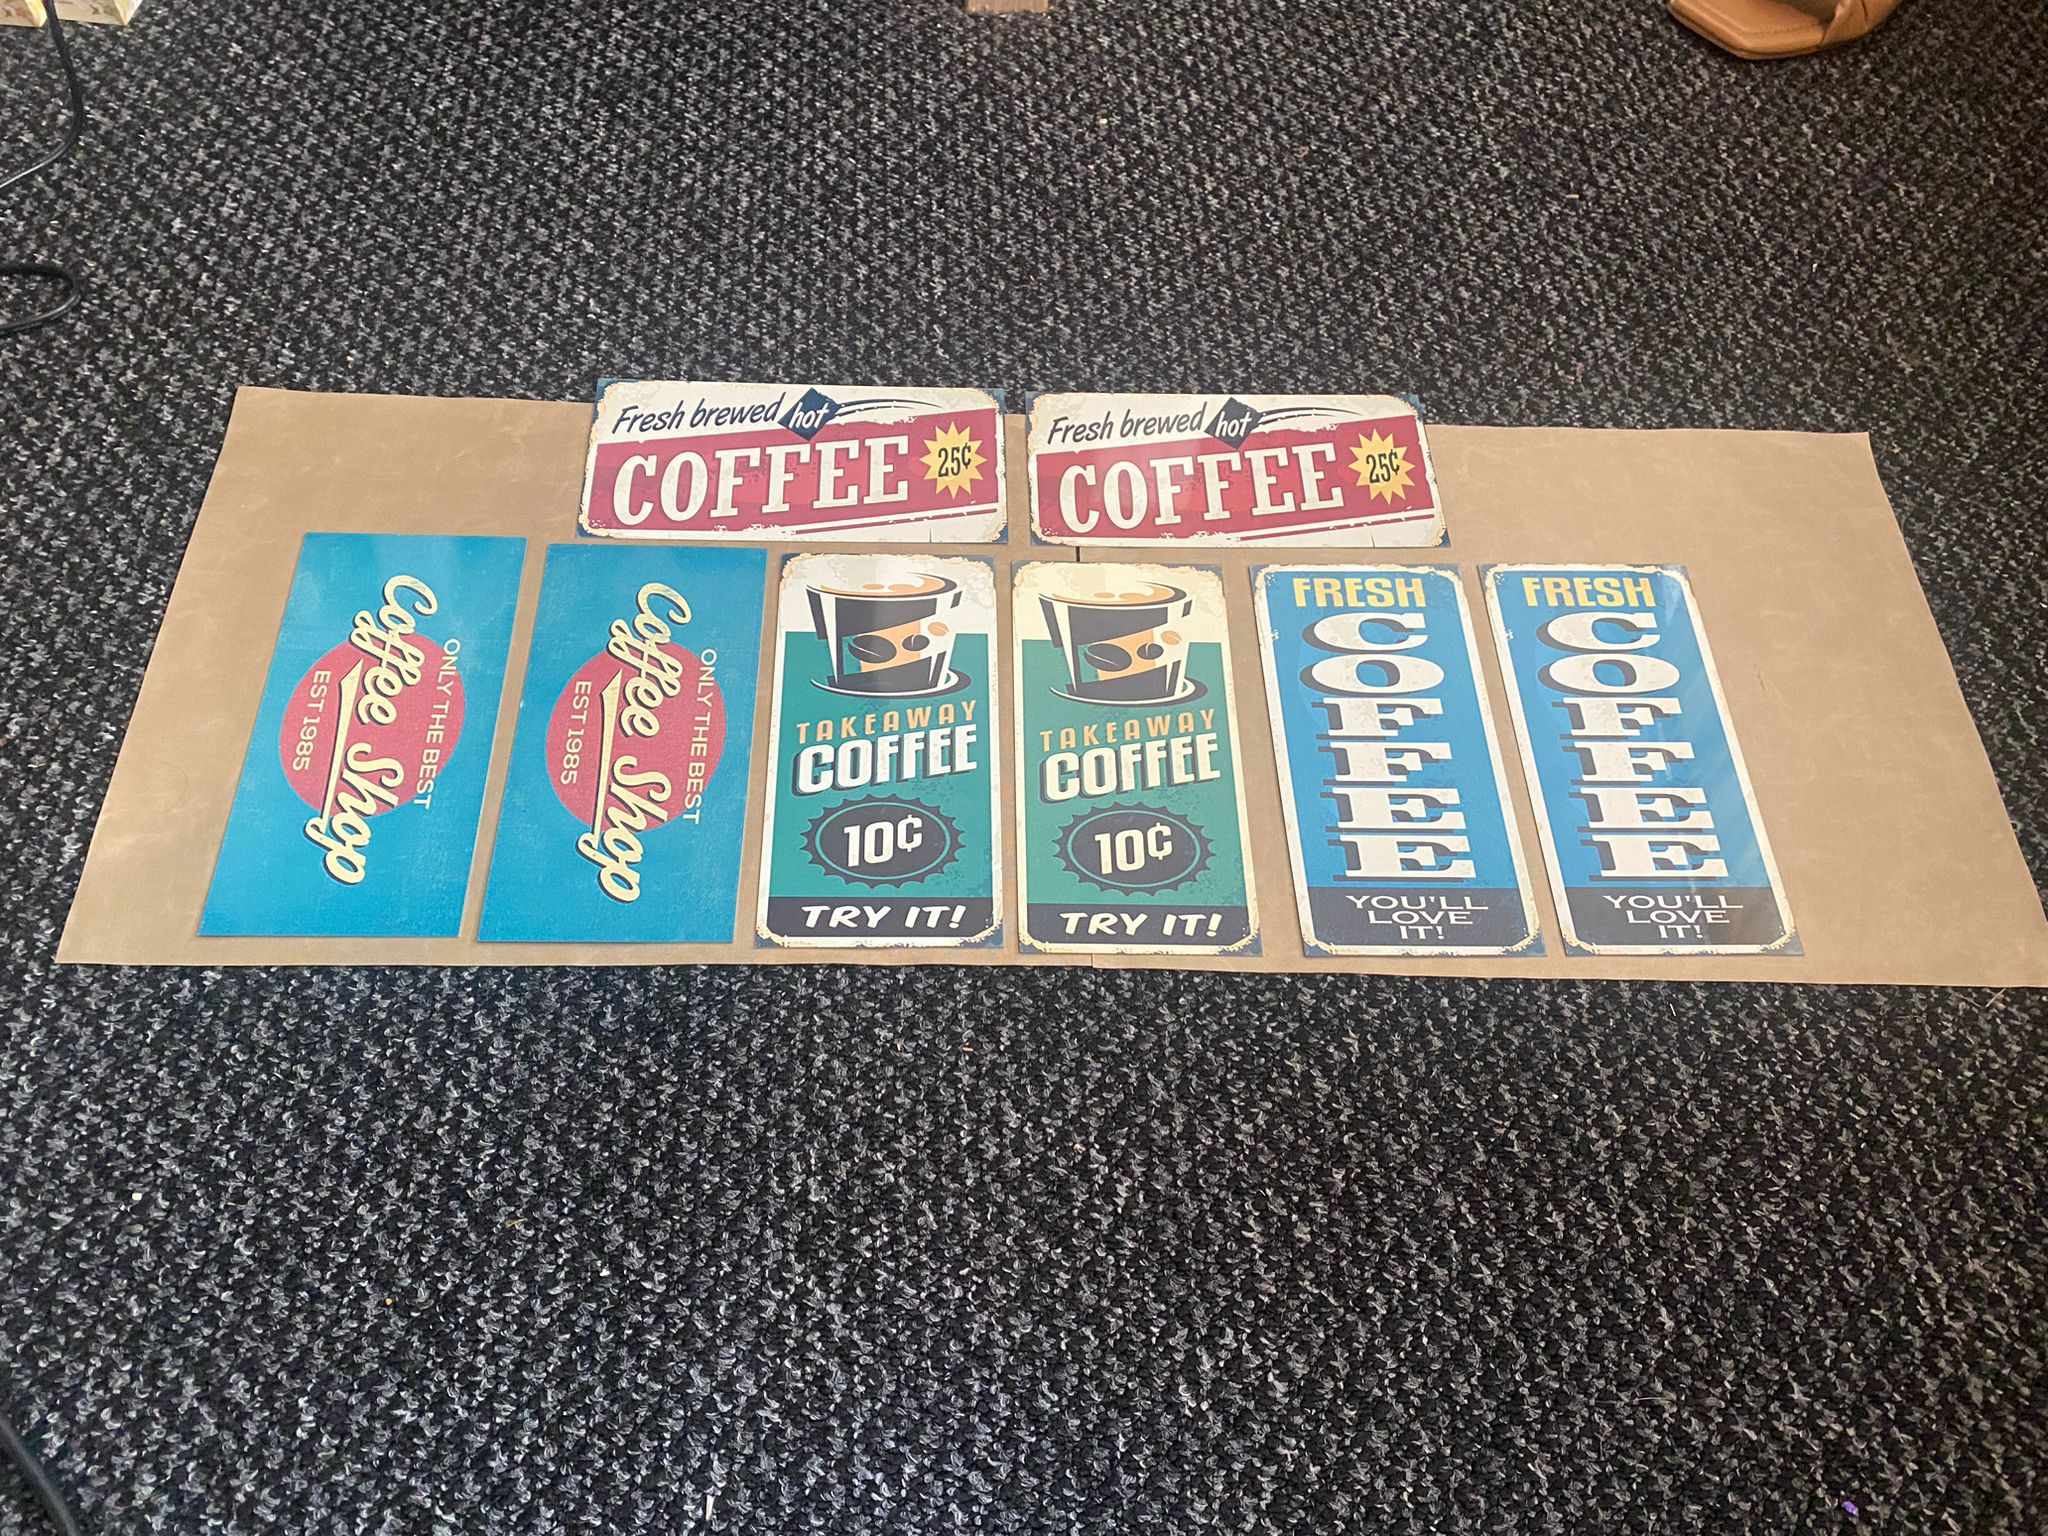 Fresh brewed hot
COFFEE 25¢
Fresh brewed hot
COFFEE 25¢
ONLY THE BEST
Coffee Shop
EST 1985
ONLY THE BEST
Coffee Shop
EST 1985
TAKEAWAY
COFFEE
10¢
TRY IT!
TAKEAWAY
COFFEE
10¢
TRY IT!
FRESH
COFFEE
YOU'LL
LOVE
IT!
FRESH
COFFEE
YOU'LL
LOVE
IT!